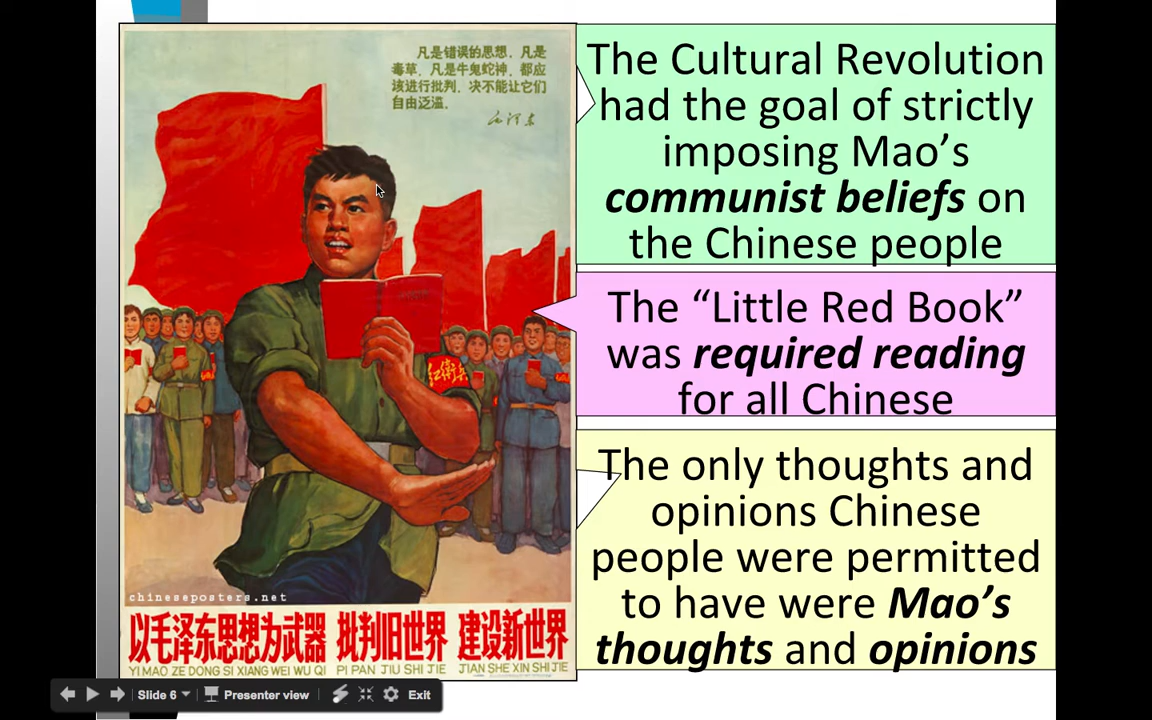 凡是错误的思想，凡是
毒草，凡是牛鬼蛇神，都应
该进行批判，决不能让它们
自由泛滥。
毛泽东
红卫兵
chineseposters.net
以毛泽东思想为武器 批判旧世界 建设新世界
YI MAO ZE DONG SI XIANG WEI WU QI PI PAN JIU SHI JIE JIAN SHE XIN SHI JIE
The Cultural Revolution
had the goal of strictly
imposing Mao’s
communist beliefs on
the Chinese people
The “Little Red Book”
was required reading
for all Chinese
The only thoughts and
opinions Chinese
people were permitted
to have were Mao’s
thoughts and opinions
Slide 6 Presenter view Exit